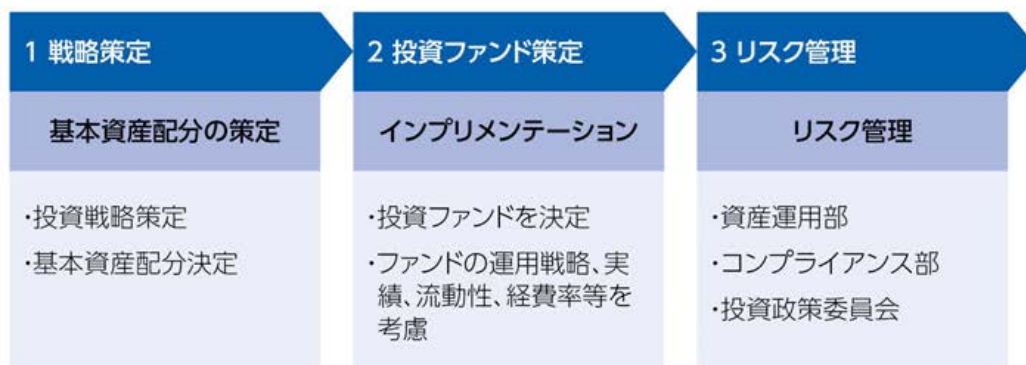 1 戦略策定
基本資産配分の策定
・投資戦略策定
・基本資産配分決定
2 投資ファンド策定
インプリメンテーション
・投資ファンドを決定
・ファンドの運用戦略、実
績、流動性、経費率等を
考慮
3 リスク管理
リスク管理
・資産運用部
・コンプライアンス部
・投資政策委員会